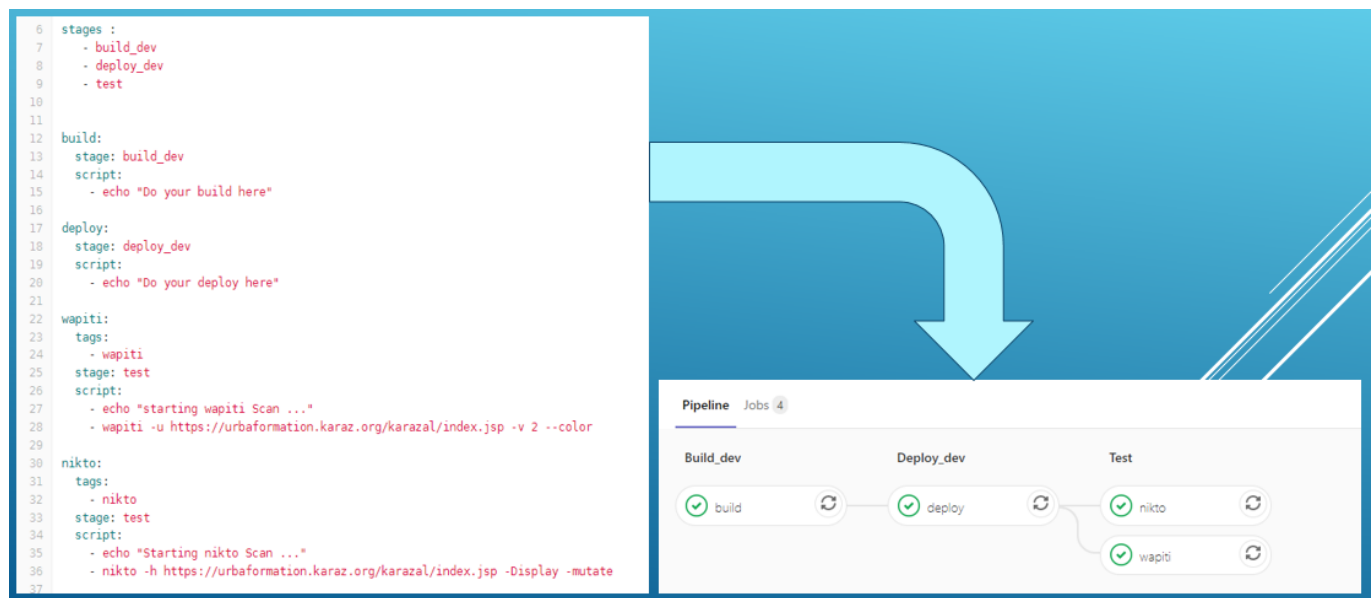 6 stages :
7 - build_dev
8 - deploy_dev
9 - test
10
11
12 build:
13 stage: build_dev
14 script:
15 - echo "Do your build here"
16
17 deploy:
18 stage: deploy_dev
19 script:
20 - echo "Do your deploy here"
21
22 wapiti:
23 tags:
24 - wapiti
25 stage: test
26 script:
27 - echo "starting wapiti Scan ..."
28 - wapiti -u https://urbaformation.karaz.org/karazal/index.jsp -v 2 --color
29
30 nikto:
31 tags:
32 - nikto
33 stage: test
34 script:
35 - echo "Starting nikto Scan ..."
36 - nikto -h https://urbaformation.karaz.org/karazal/index.jsp -Display -mutate
37
Pipeline Jobs 4
Build_dev Deploy_dev Test
build deploy nikto
wapiti